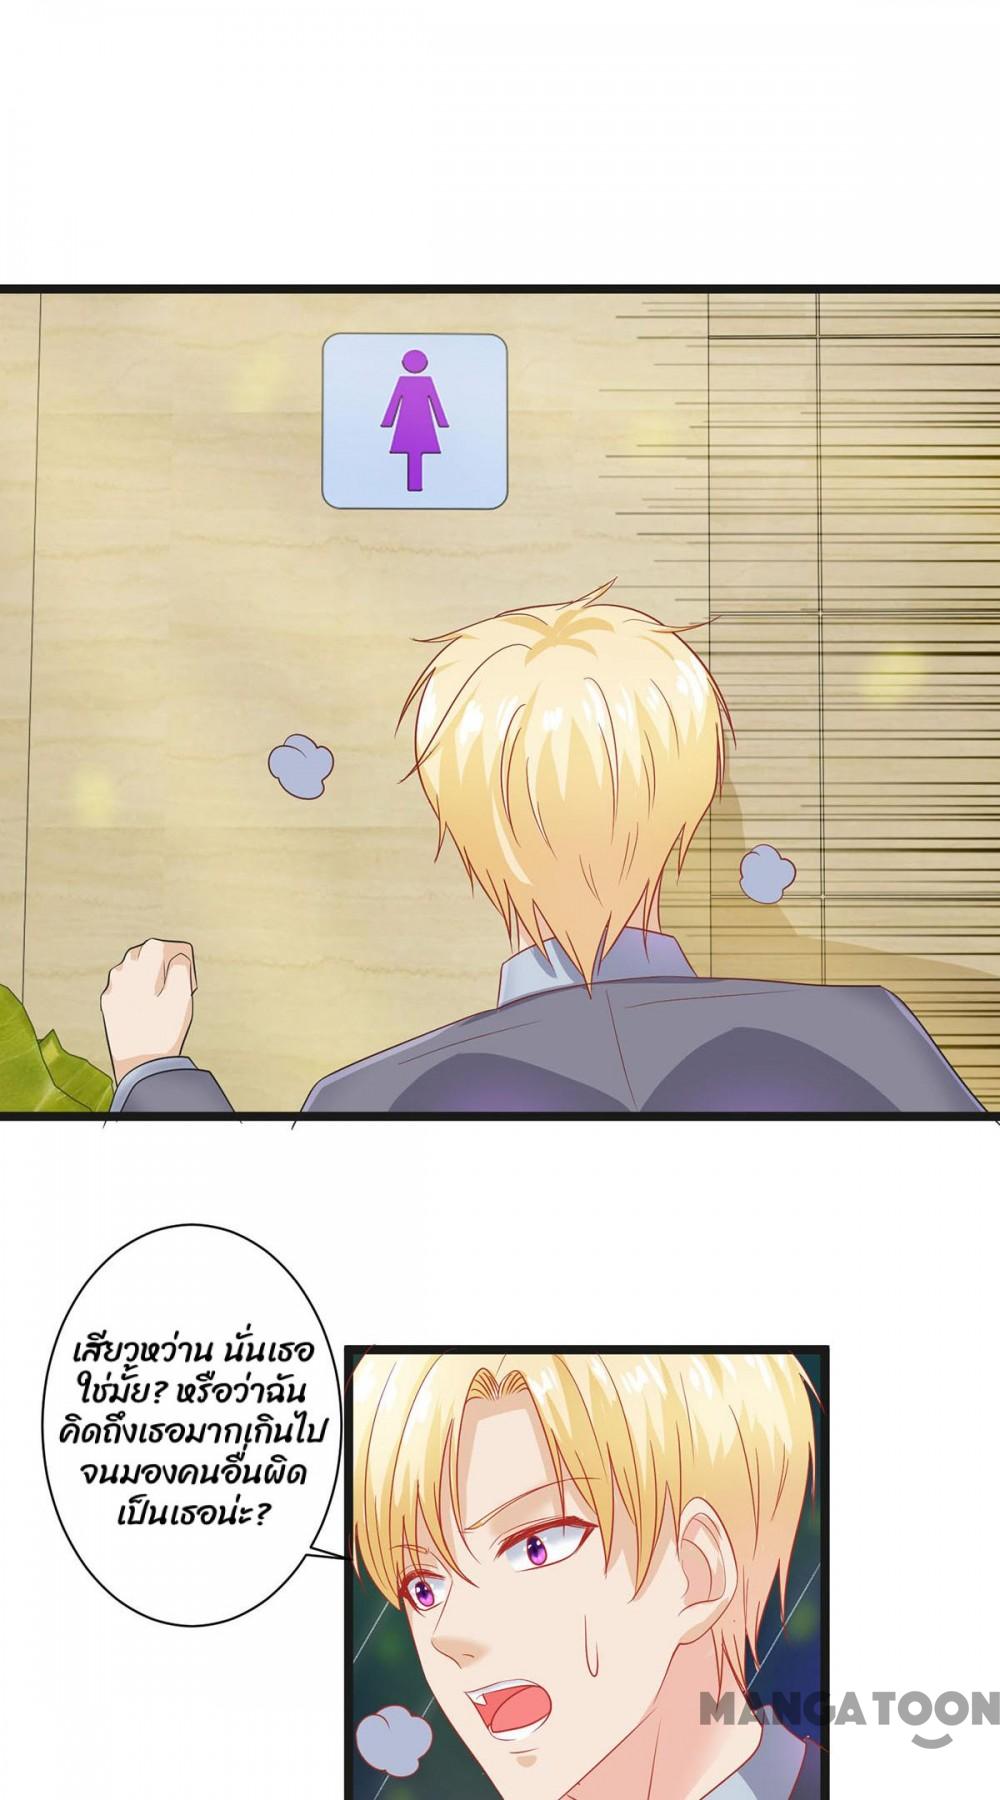 เสียวหว่าน นั่นเธอ
ใช่มั้ย? หรือว่าฉัน
คิดถึงเธอมากเกินไป
จนมองคนอื่นผิด
เป็นเธอน่ะ?
MANGATOON